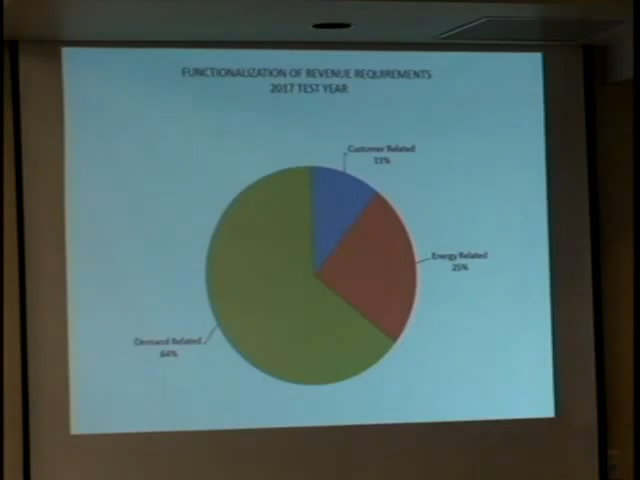 FUNCTIONALIZATION OF REVENUE REQUIREMENTS
2017 TEST YEAR
Customer Related
11%
Energy Related
25%
Demand Related
64%